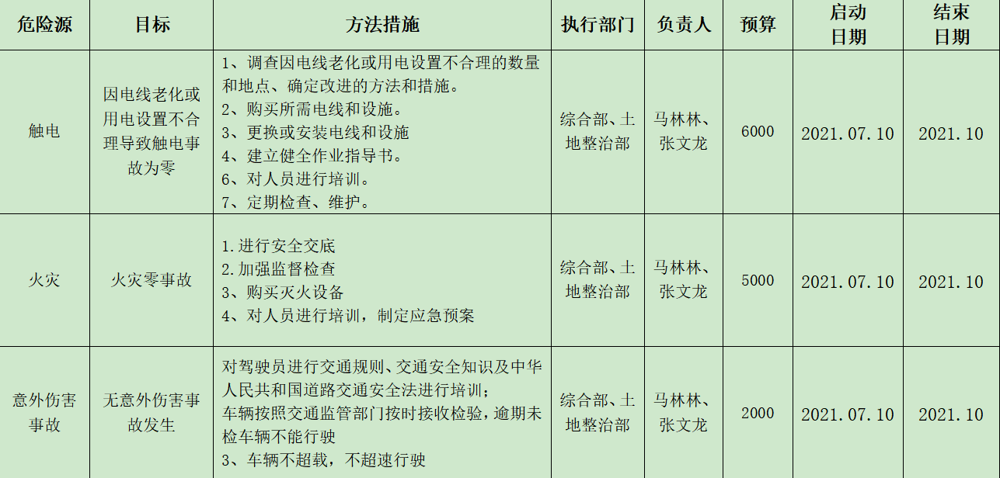 危险源 目标 方法措施 执行部门 负责人 预算 启动日期 结束日期
触电
因电线老化或
用电设置不合
理导致触电事
故为零
1、调查因电线老化或用电设置不合理的数量
和地点、确定改进的方法和措施。
2、购买所需电线和设施。
3、更换或安装电线和设施
4、建立健全作业指导书。
6、对人员进行培训。
7、定期检查、维护。
综合部、土
地整治部
马林林、
张文龙
6000
2021.07.10
2021.10
火灾
火灾零事故
1.进行安全交底
2.加强监督检查
3、购买灭火设备
4、对人员进行培训，制定应急预案
综合部、土
地整治部
马林林、
张文龙
5000
2021.07.10
2021.10
意外伤害
事故
无意外伤害事
故发生
对驾驶员进行交通规则、交通安全知识及中华
人民共和国道路交通安全法进行培训；
车辆按照交通监管部门按时接收检验，逾期未
检车辆不能行驶
3、车辆不超载，不超速行驶
综合部、土
地整治部
马林林、
张文龙
2000
2021.07.10
2021.10